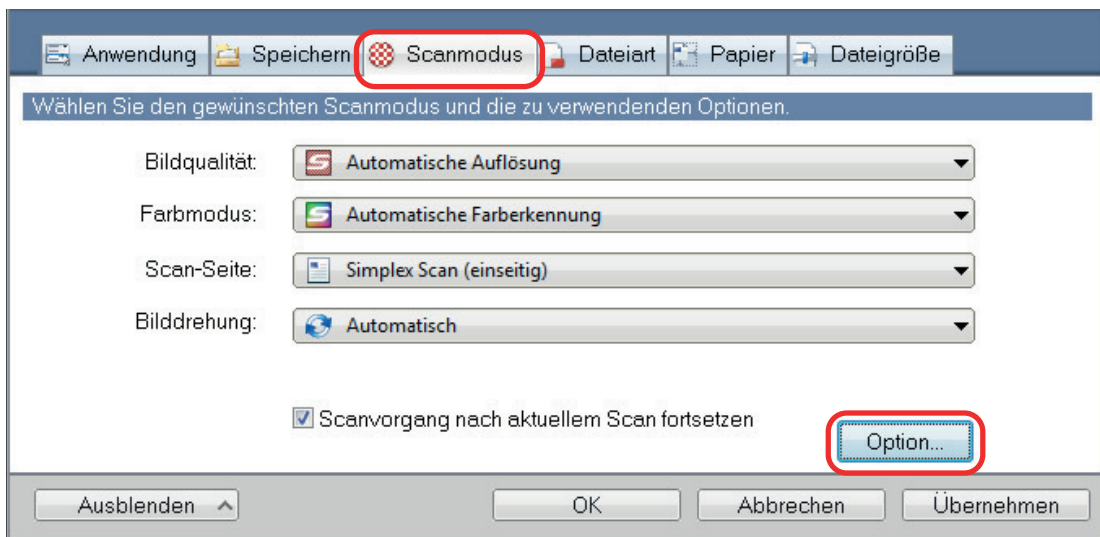 Anwendung Speichern Scanmodus Dateiart Papier Dateigröße
Wählen Sie den gewünschten Scanmodus und die zu verwendenden Optionen.
Bildqualität: Automatische Auflösung
Farbmodus: Automatische Farberkennung
Scan-Seite: Simplex Scan (einseitig)
Bilddrehung: Automatisch
Scanvorgang nach aktuellem Scan fortsetzen
Option...
Ausblenden OK Abbrechen Übernehmen